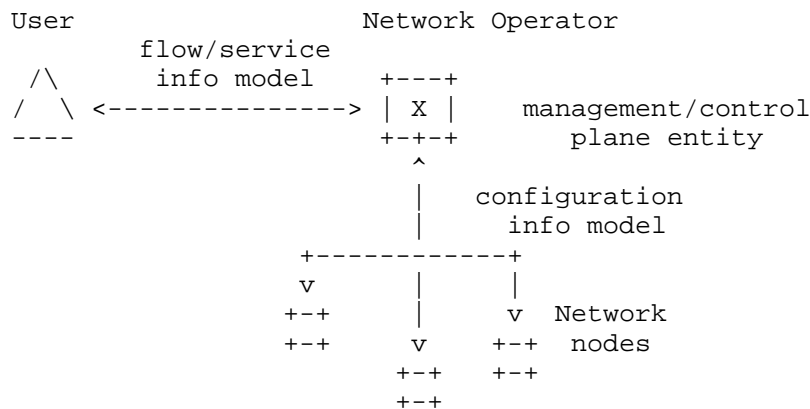 User                    Network Operator
        flow/service
  /\      info model    +---+
 /  \ <---------------> | X |    management/control
 ----                   +-+-+       plane entity
                          ^
                          |   configuration
                          |     info model
                   +------------+
                   v      |     |
                  +-+     |     v  Network
                  +-+     v    +-+  nodes
                         +-+   +-+
                         +-+